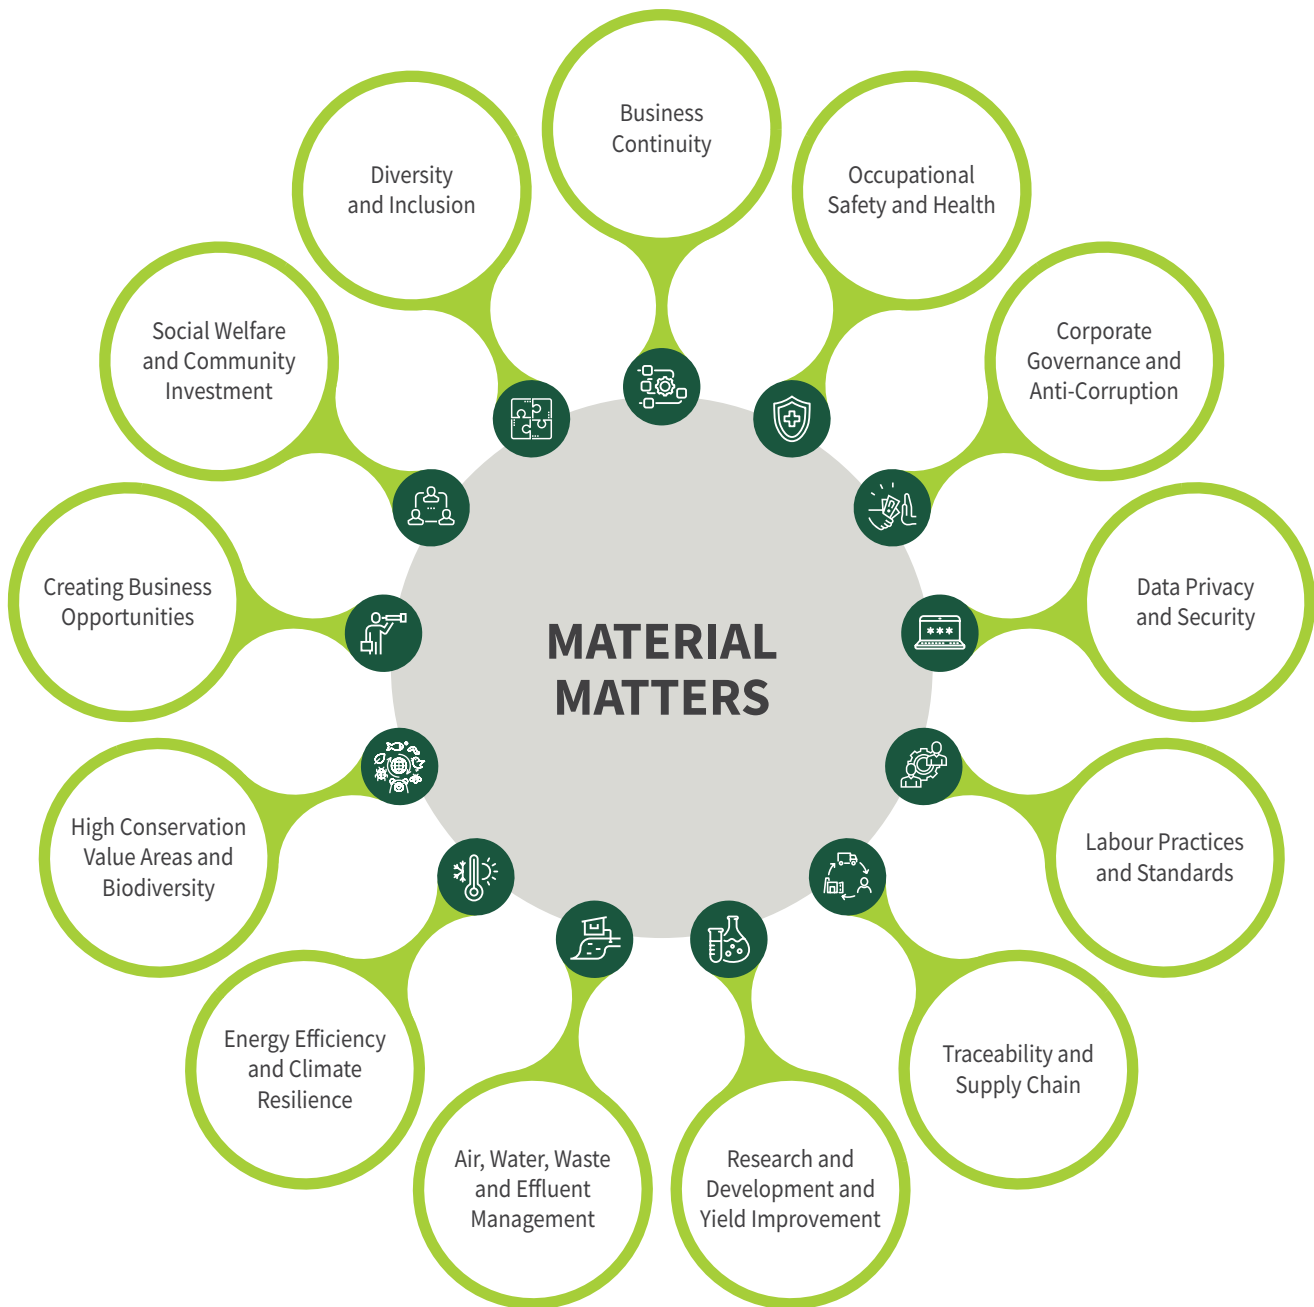 Business
Continuity
Occupational
Safety and Health
Corporate
Governance and
Anti-Corruption
Data Privacy
and Security
Labour Practices
and Standards
Traceability and
Supply Chain
Research and
Development and
Yield Improvement
Air, Water, Waste
and Effluent
Management
Energy Efficiency
and Climate
Resilience
High Conservation
Value Areas and
Biodiversity
Creating Business
Opportunities
Social Welfare
and Community
Investment
Diversity
and Inclusion
MATERIAL
MATTERS